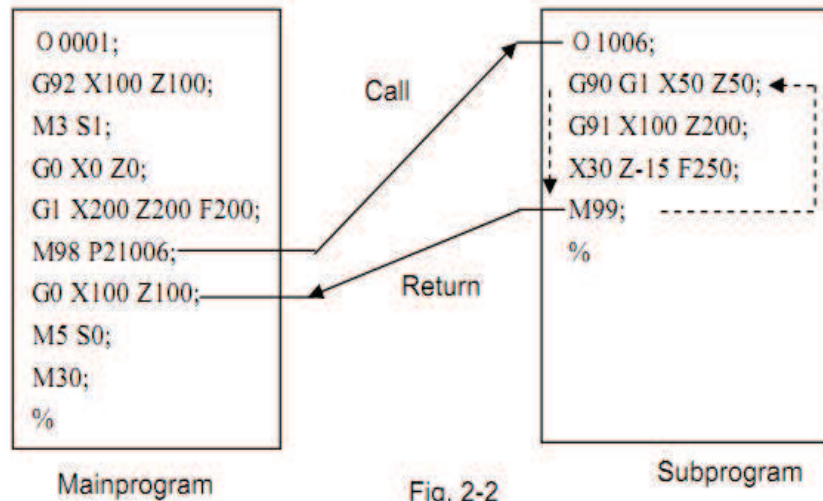 O 0001;
G92 X100 Z100;
M3 S1;
G0 X0 Z0;
G1 X200 Z200 F200;
M98 P21006;
G0 X100 Z100;
M5 S0;
M30;
%
Mainprogram
Call
Return
Fig. 2-2
O 1006;
G90 G1 X50 Z50;
G91 X100 Z200;
X30 Z-15 F250;
M99;
%
Subprogram